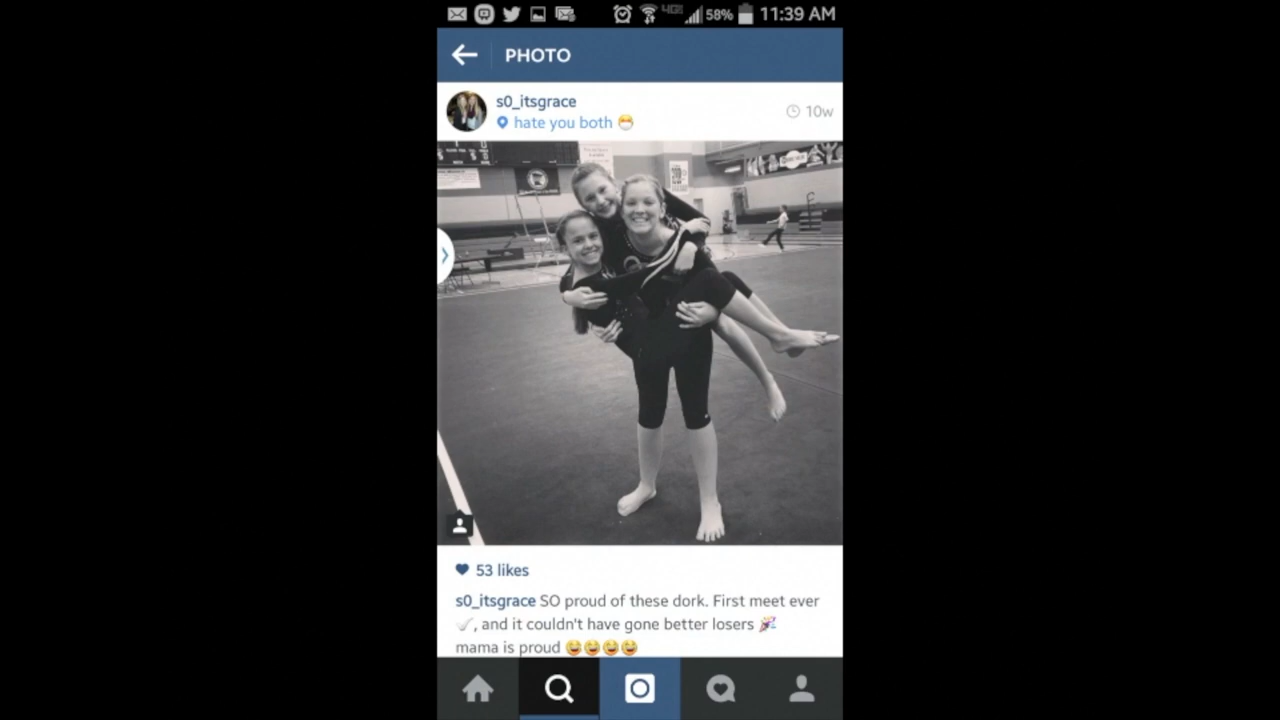 4G 58% 11:39 AM
PHOTO
s0_itsgrace
hate you both 😷
10w
53 likes
s0_itsgrace SO proud of these dork. First meet ever
✔️, and it couldn't have gone better losers 🎉
mama is proud 😂😂😂😂